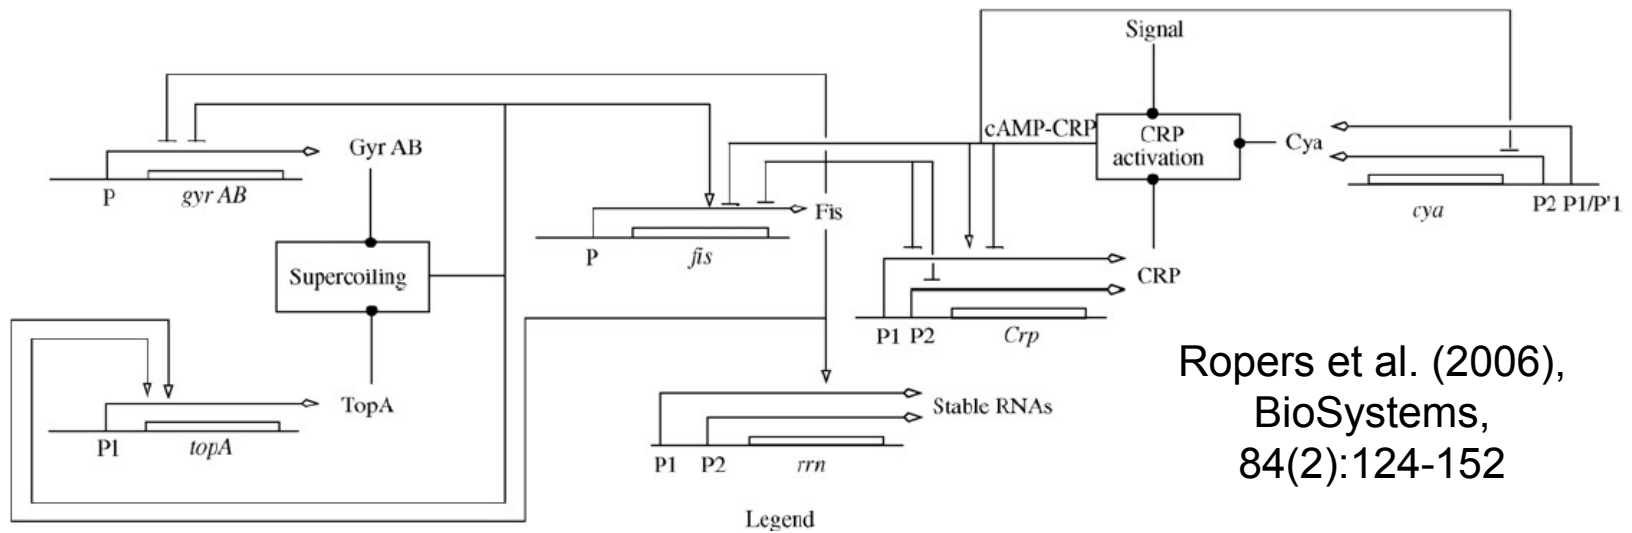 Signal
cAMP-CRP
CRP
activation
Cya
P2 P1/P'1
cya
Gyr AB
P
gyr AB
Fis
P
fis
Supercoiling
CRP
P1 P2
Crp
TopA
P1
topA
Stable RNAs
P1 P2
rrn
Ropers et al. (2006),
BioSystems,
84(2):124-152
Legend